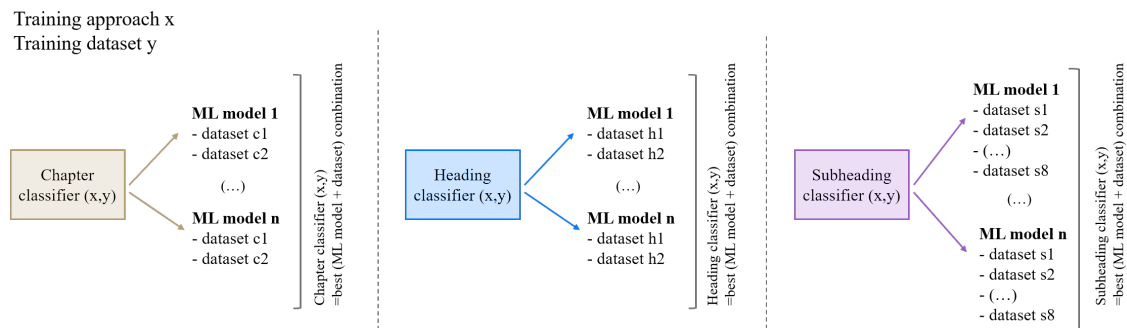 Training approach x
Training dataset y
Chapter
classifier (x,y)
ML model 1
- dataset c1
- dataset c2
(…)
ML model n
- dataset c1
- dataset c2
Chapter classifier (x,y)
=best (ML model + dataset) combination
Heading
classifier (x,y)
ML model 1
- dataset h1
- dataset h2
(…)
ML model n
- dataset h1
- dataset h2
Heading classifier (x,y)
=best (ML model + dataset) combination
Subheading
classifier (x,y)
ML model 1
- dataset s1
- dataset s2
- (…)
- dataset s8
(…)
ML model n
- dataset s1
- dataset s2
- (…)
- dataset s8
Subheading classifier (x,y)
=best (ML model + dataset) combination